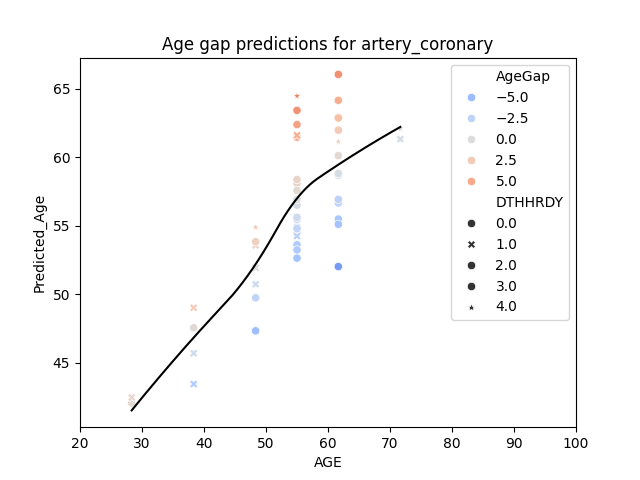 Age gap predictions for artery_coronary
Predicted_Age
65
60
55
50
45
20 30 40 50 60 70 80 90 100
AGE
AgeGap
−5.0
−2.5
0.0
2.5
5.0
DTHHRDY
0.0
1.0
2.0
3.0
4.0